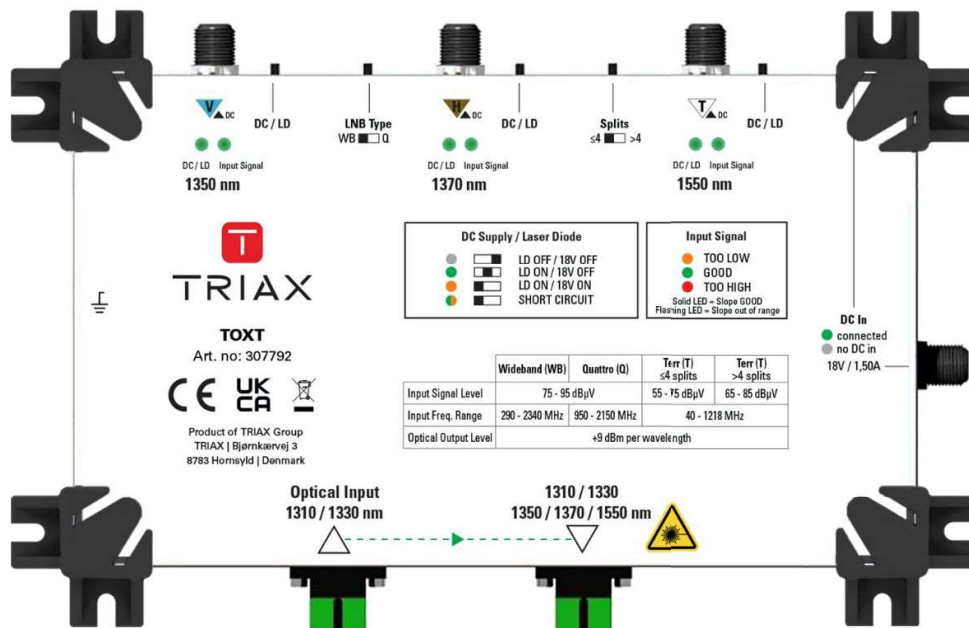 V DC
DC / LD
LNB Type
WB Q
H DC
DC / LD
Splits
≤4 >4
T DC
DC / LD
DC / LD Input Signal
1350 nm
DC / LD Input Signal
1370 nm
DC / LD Input Signal
1550 nm
T
TRIAX
TOXT
Art. no: 307792
CE UK CA
Product of TRIAX Group
TRIAX | Bjørnkærvej 3
8783 Hornsyld | Denmark
DC Supply / Laser Diode
LD OFF / 18V OFF
LD ON / 18V OFF
LD ON / 18V ON
SHORT CIRCUIT
Input Signal
TOO LOW
GOOD
TOO HIGH
Solid LED = Slope GOOD
Flashing LED = Slope out of range
DC In
connected
no DC in
18V / 1,50A
Wideband (WB) Quattro (Q) Terr (T) ≤4 splits Terr (T) >4 splits
Input Signal Level 75 - 95 dBµV 55 - 75 dBµV 65 - 85 dBµV
Input Freq. Range 290 - 2340 MHz 950 - 2150 MHz 40 - 1218 MHz
Optical Output Level +9 dBm per wavelength
Optical Input
1310 / 1330 nm
1310 / 1330
1350 / 1370 / 1550 nm